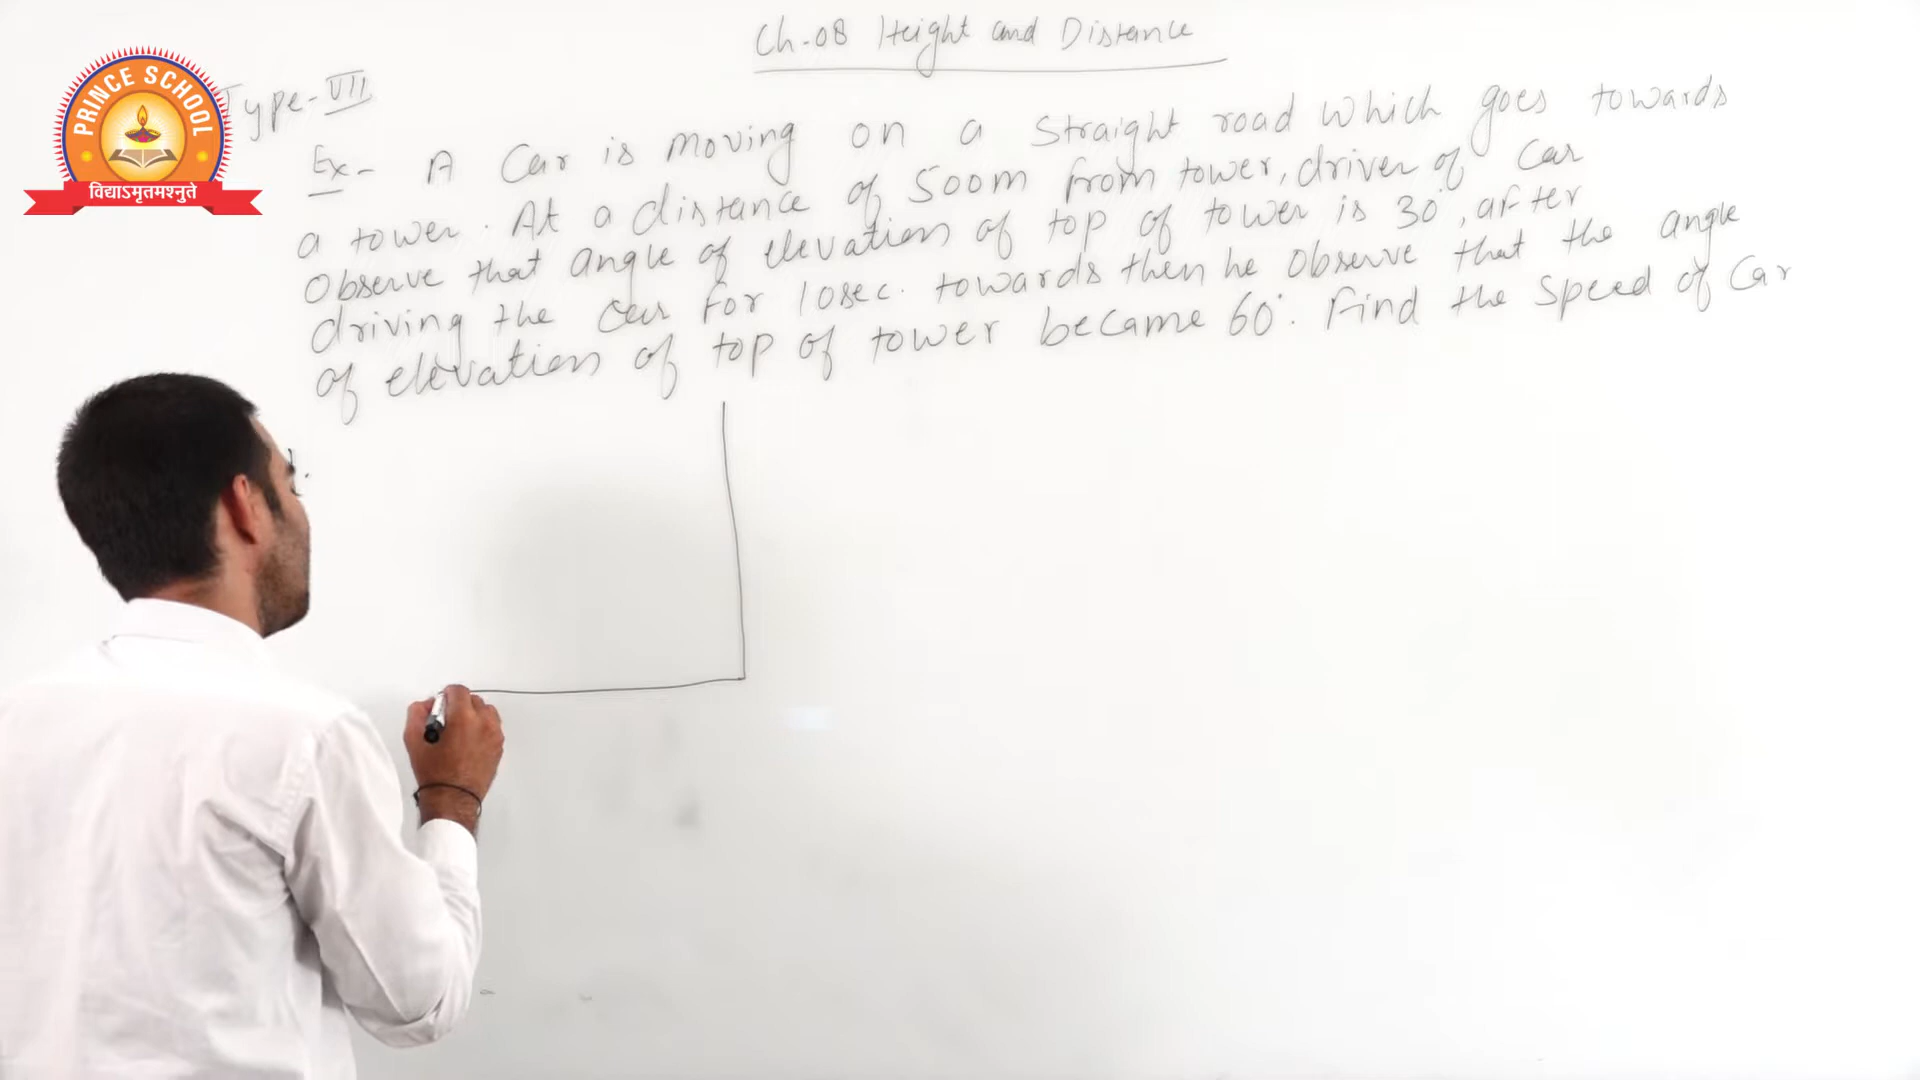 Ch-08 Height and Distance
PRINCE SCHOOL
विद्याऽमृतमश्नुते
Type-VII
Ex- A Car is moving on a straight road which goes towards
a tower. At a distance of 500m from tower, driver of Car
Observe that angle of elevation of top of tower is 30°, after
driving the car for 10sec. towards then he observe that the angle
of elevation of top of tower became 60°. Find the speed of Car